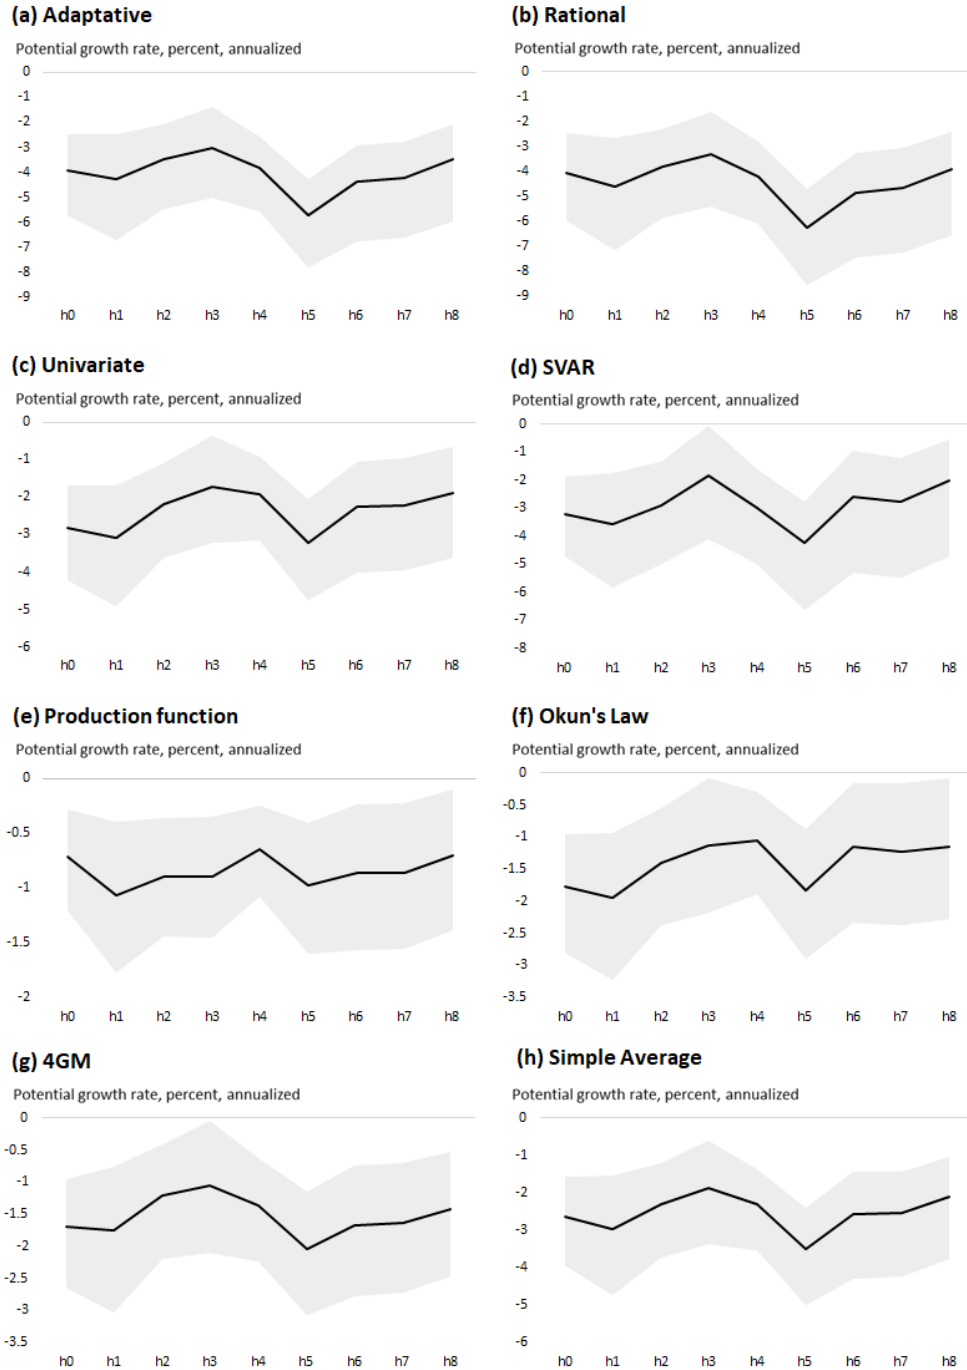 (a) Adaptative
Potential growth rate, percent, annualized
0
-1
-2
-3
-4
-5
-6
-7
-8
-9
h0 h1 h2 h3 h4 h5 h6 h7 h8
(b) Rational
Potential growth rate, percent, annualized
0
-1
-2
-3
-4
-5
-6
-7
-8
-9
h0 h1 h2 h3 h4 h5 h6 h7 h8
(c) Univariate
Potential growth rate, percent, annualized
0
-1
-2
-3
-4
-5
-6
h0 h1 h2 h3 h4 h5 h6 h7 h8
(d) SVAR
Potential growth rate, percent, annualized
0
-1
-2
-3
-4
-5
-6
-7
-8
h0 h1 h2 h3 h4 h5 h6 h7 h8
(e) Production function
Potential growth rate, percent, annualized
0
-0.5
-1
-1.5
-2
h0 h1 h2 h3 h4 h5 h6 h7 h8
(f) Okun's Law
Potential growth rate, percent, annualized
0
-0.5
-1
-1.5
-2
-2.5
-3
-3.5
h0 h1 h2 h3 h4 h5 h6 h7 h8
(g) 4GM
Potential growth rate, percent, annualized
0
-0.5
-1
-1.5
-2
-2.5
-3
-3.5
h0 h1 h2 h3 h4 h5 h6 h7 h8
(h) Simple Average
Potential growth rate, percent, annualized
0
-1
-2
-3
-4
-5
-6
h0 h1 h2 h3 h4 h5 h6 h7 h8